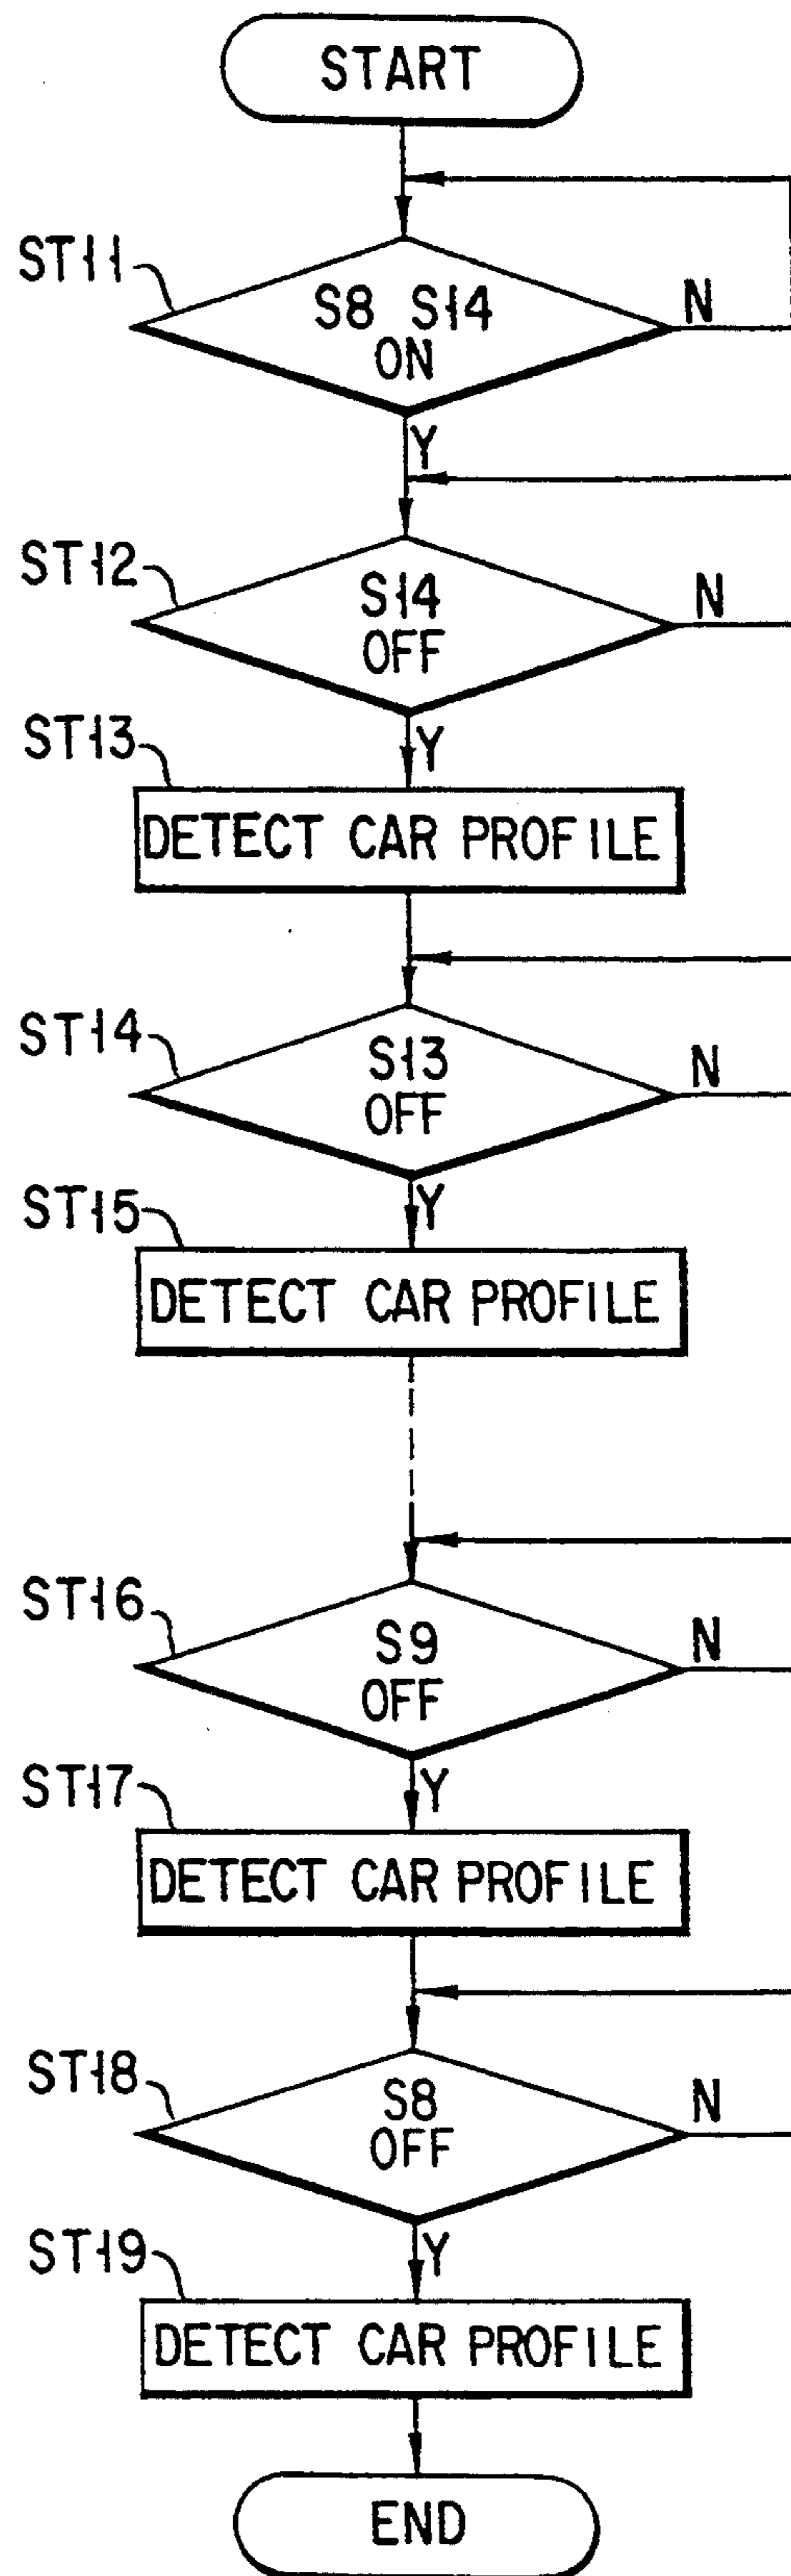 START
ST11
S8 S14
ON
N
Y
ST12
S14
OFF
N
Y
ST13
DETECT CAR PROFILE
ST14
S13
OFF
N
Y
ST15
DETECT CAR PROFILE
ST16
S9
OFF
N
Y
ST17
DETECT CAR PROFILE
ST18
S8
OFF
N
Y
ST19
DETECT CAR PROFILE
END